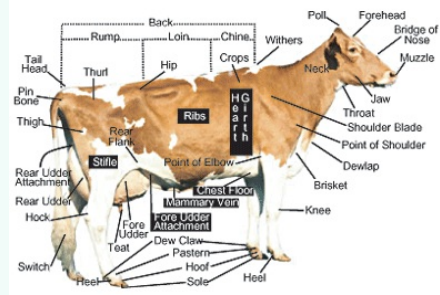 Back
Rump
Loin
Chine
Poll
Forehead
Bridge of
Nose
Muzzle
Withers
Crops
Neck
Jaw
Throat
Tail
Head
Thurl
Hip
Pin
Bone
Thigh
Ribs
Heart
Girth
Shoulder Blade
Point of Shoulder
Rear
Flank
Stifle
Point of Elbow
Dewlap
Brisket
Rear Udder
Attachment
Chest Floor
Mammary Vein
Rear Udder
Fore Udder
Attachment
Knee
Hock
Fore
Udder
Teat
Dew Claw
Pastern
Hoof
Sole
Switch
Heel
Heel